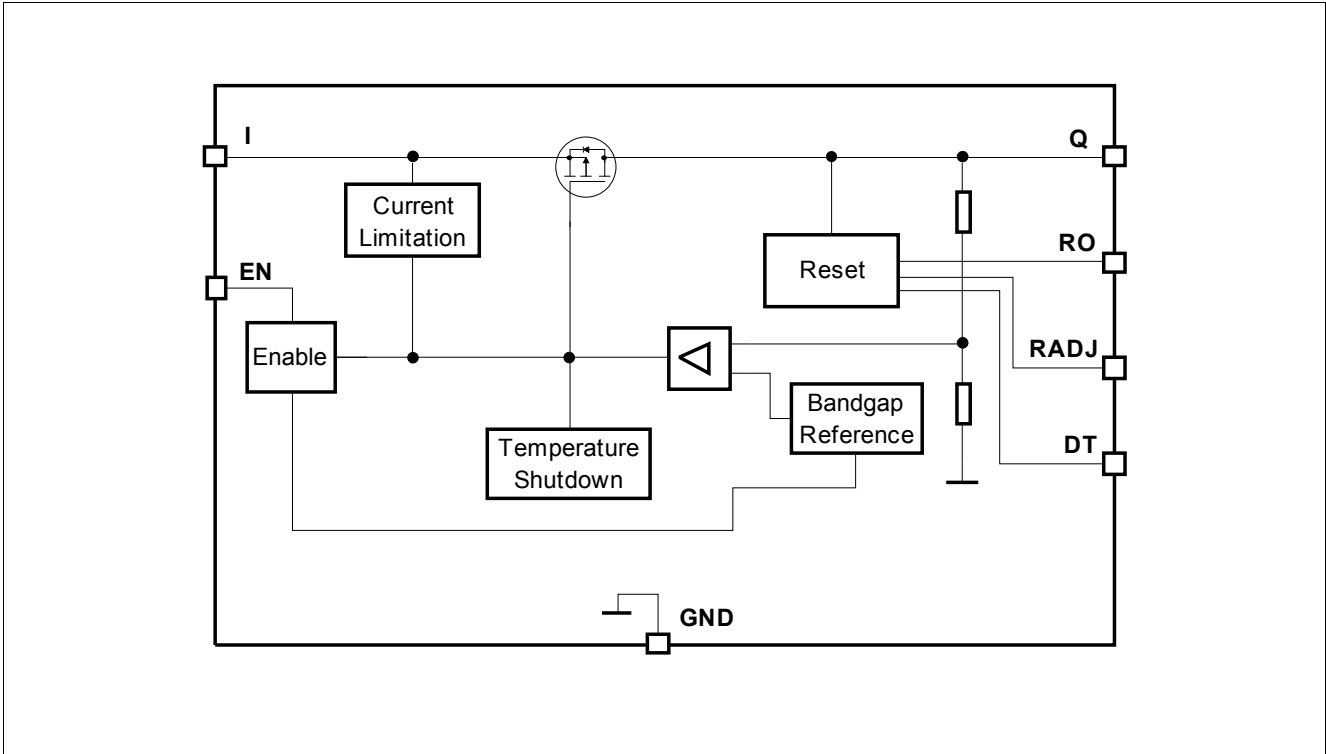 I
Q
Current
Limitation
RO
EN
Reset
Enable
RADJ
Bandgap
Reference
DT
Temperature
Shutdown
GND